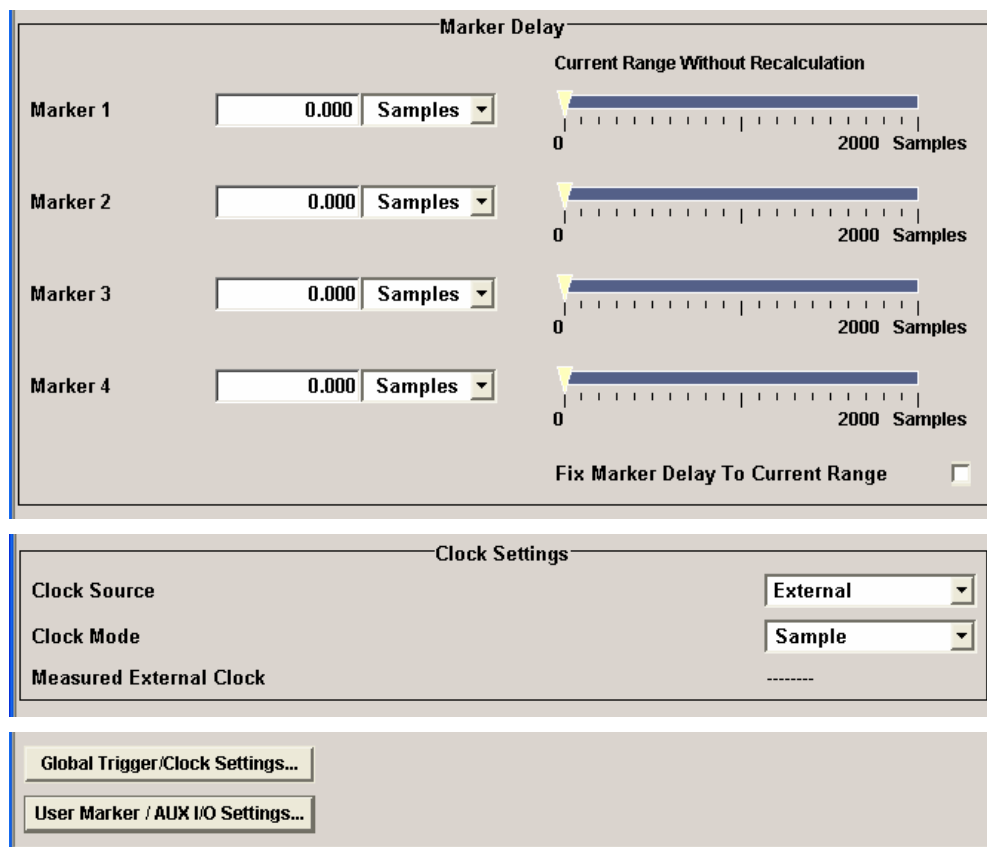 Marker Delay
Current Range Without Recalculation
Marker 1 0.000 Samples
0 2000 Samples
Marker 2 0.000 Samples
0 2000 Samples
Marker 3 0.000 Samples
0 2000 Samples
Marker 4 0.000 Samples
0 2000 Samples
Fix Marker Delay To Current Range
Clock Settings
Clock Source External
Clock Mode Sample
Measured External Clock --------
Global Trigger/Clock Settings...
User Marker / AUX I/O Settings...